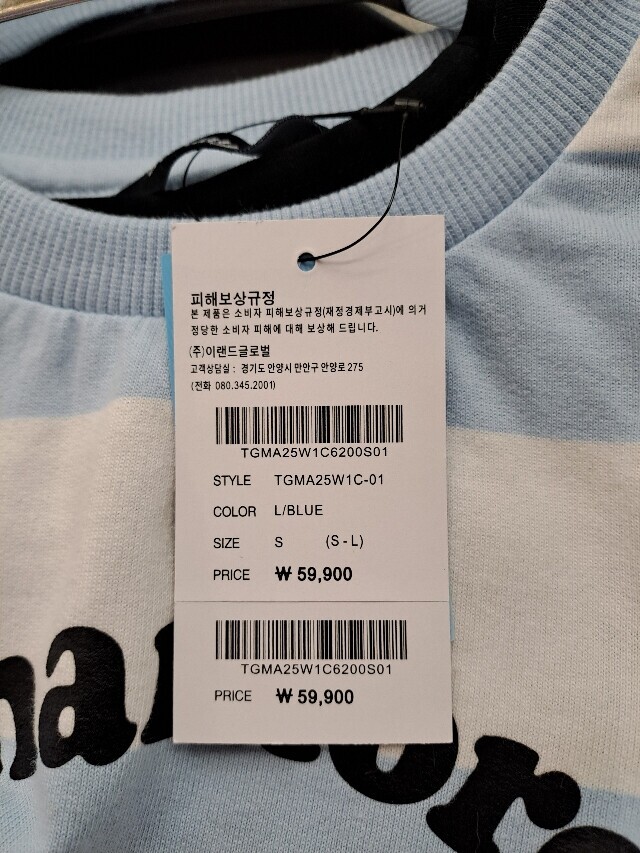 피해보상규정
본 제품은 소비자 피해보상규정(재정경제부고시)에 의거
정당한 소비자 피해에 대해 보상해 드립니다.
(주)이랜드글로벌
고객상담실 : 경기도 안양시 만안구 안양로 275
(전화 080.345.2001)
TGMA25W1C6200S01
STYLE TGMA25W1C-01
COLOR L/BLUE
SIZE S (S - L)
PRICE ₩ 59,900
TGMA25W1C6200S01
PRICE ₩ 59,900